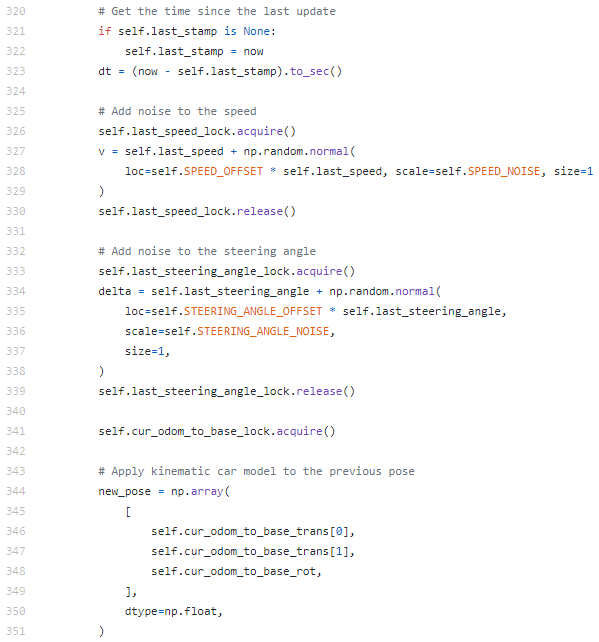 320 # Get the time since the last update
321 if self.last_stamp is None:
322 self.last_stamp = now
323 dt = (now - self.last_stamp).to_sec()
324
325 # Add noise to the speed
326 self.last_speed_lock.acquire()
327 v = self.last_speed + np.random.normal(
328 loc=self.SPEED_OFFSET * self.last_speed, scale=self.SPEED_NOISE, size=1
329 )
330 self.last_speed_lock.release()
331
332 # Add noise to the steering angle
333 self.last_steering_angle_lock.acquire()
334 delta = self.last_steering_angle + np.random.normal(
335 loc=self.STEERING_ANGLE_OFFSET * self.last_steering_angle,
336 scale=self.STEERING_ANGLE_NOISE,
337 size=1,
338 )
339 self.last_steering_angle_lock.release()
340
341 self.cur_odom_to_base_lock.acquire()
342
343 # Apply kinematic car model to the previous pose
344 new_pose = np.array(
345 [
346 self.cur_odom_to_base_trans[0],
347 self.cur_odom_to_base_trans[1],
348 self.cur_odom_to_base_rot,
349 ],
350 dtype=np.float,
351 )